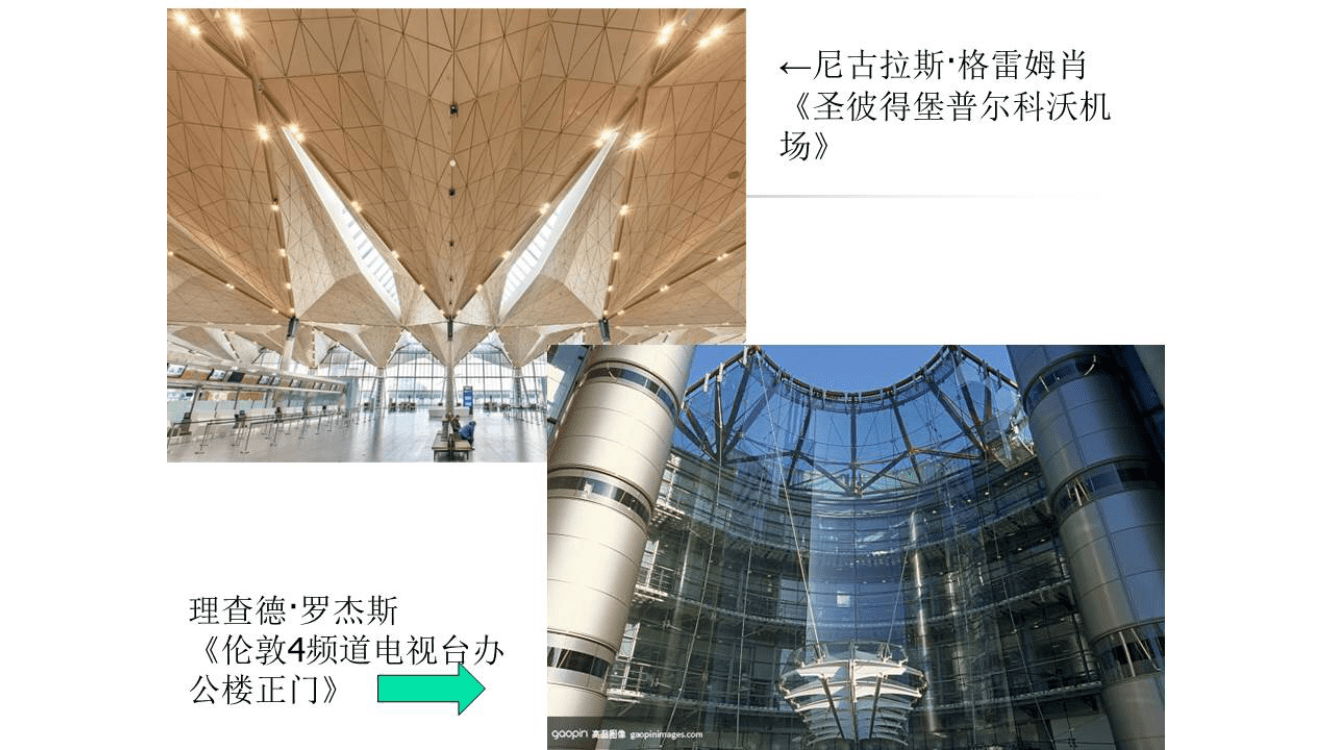 ←尼古拉斯·格雷姆肖
《圣彼得堡普尔科沃机
场》
理查德·罗杰斯
《伦敦4频道电视台办
公楼正门》
gaopin 高品图像 gaopinimages.com